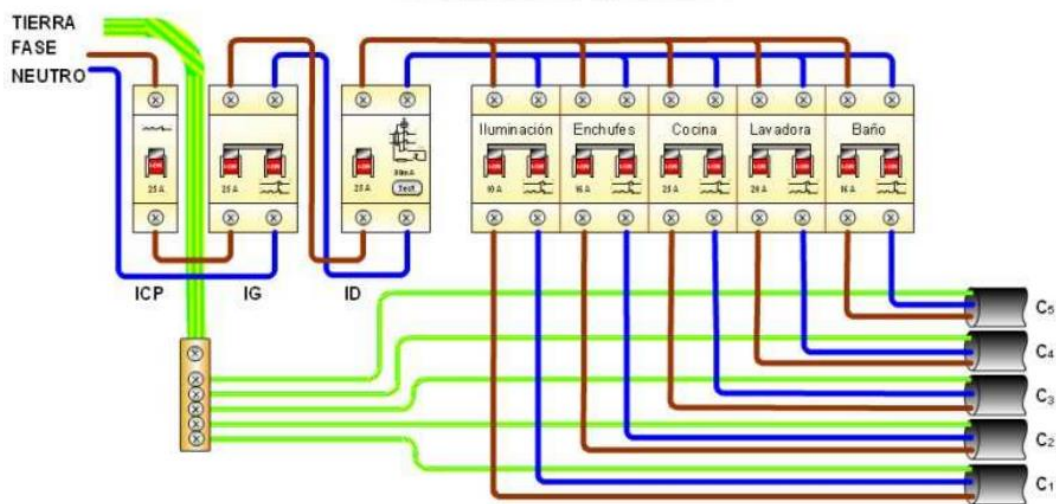 TIERRA
FASE
NEUTRO
Iluminación
Enchufes
Cocina
Lavadora
Baño
25 A
25 A
25 A
30mA
Test
10 A
16 A
25 A
20 A
16 A
ICP
IG
ID
C5
C4
C3
C2
C1